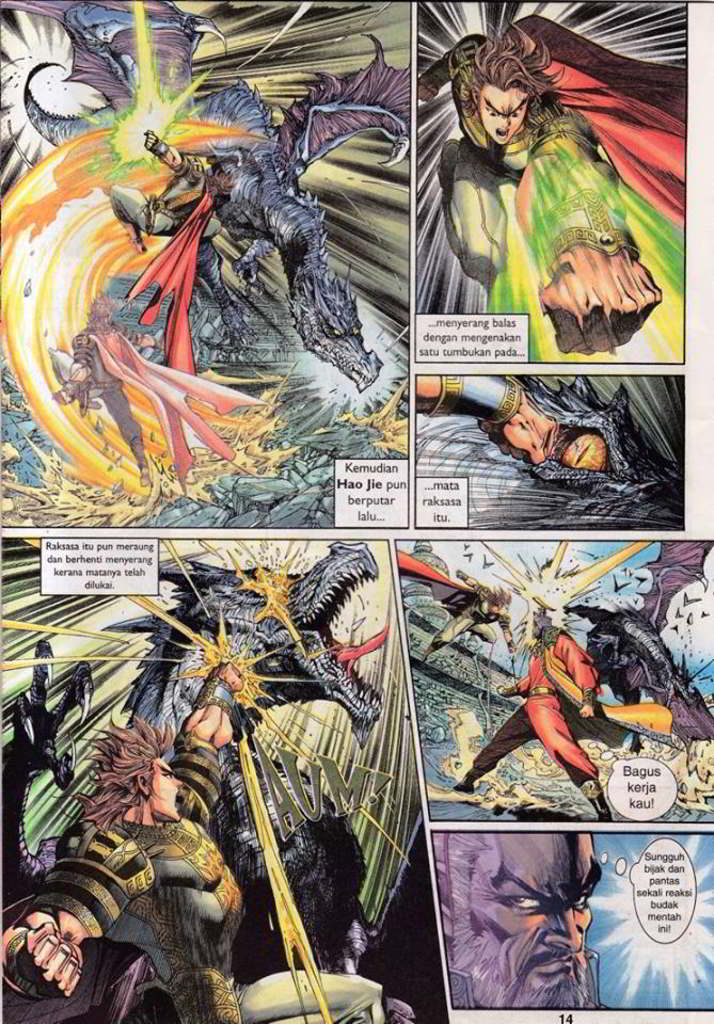 Kemudian
Hao Jie pun
berputar
lalu...
...menyerang balas
dengan mengenakan
satu tumbukan pada...
...mata
raksasa
itu.
Raksasa itu pun meraung
dan berhenti menyerang
kerana matanya telah
dilukai.
AUM!
Bagus
kerja
kau!
Sungguh
bijak dan
pantas
sekali reaksi
budak
mentah
ini!
14